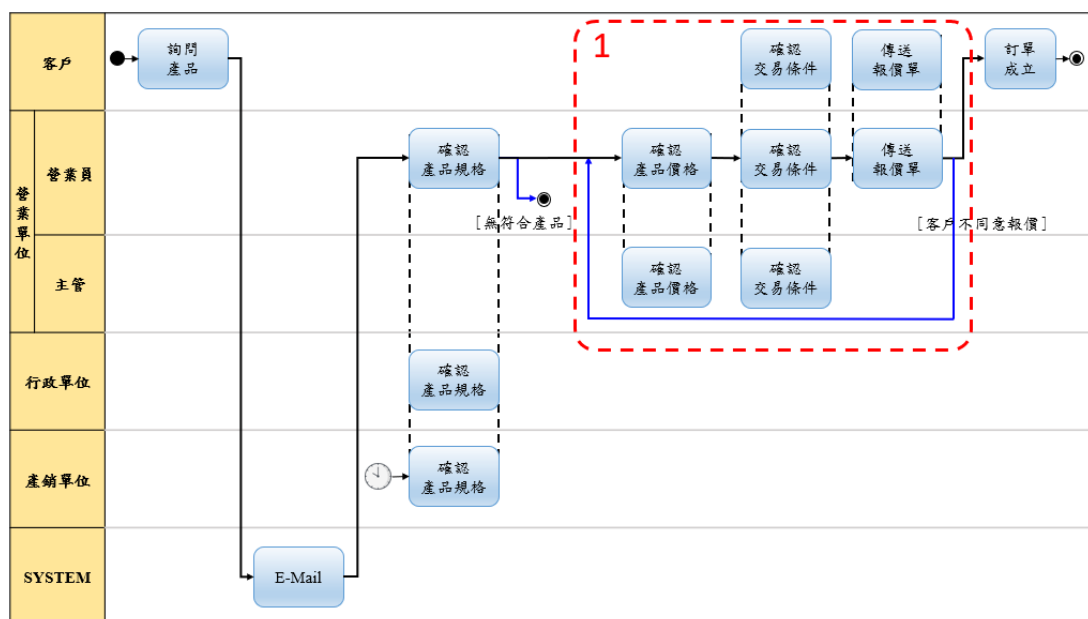 客戶
詢問
產品
1
確認
交易條件
傳送
報價單
訂單
成立
營業單位
營業員
確認
產品規格
[無符合產品]
確認
產品價格
確認
交易條件
傳送
報價單
[客戶不同意報價]
主管
確認
產品價格
確認
交易條件
行政單位
確認
產品規格
產銷單位
確認
產品規格
SYSTEM
E-Mail